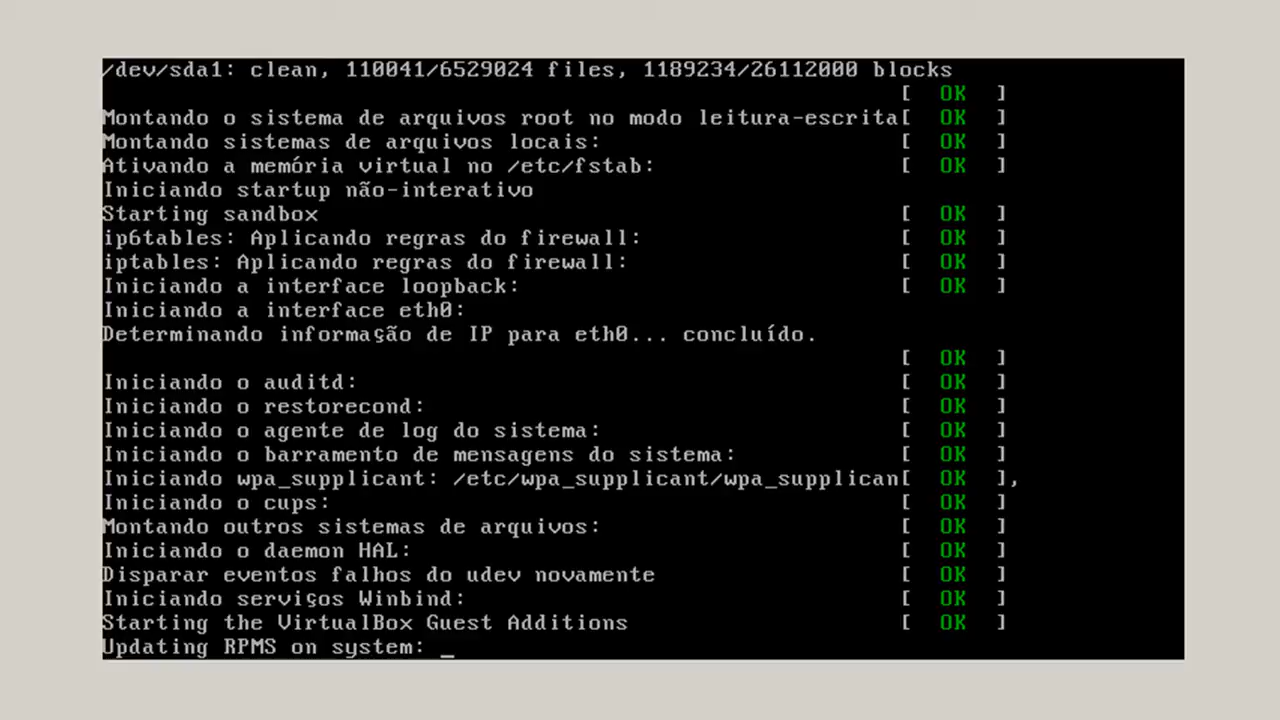 /dev/sda1: clean, 110041/6529024 files, 1189234/26112000 blocks
[ OK ]
Montando o sistema de arquivos root no modo leitura-escrita[ OK ]
Montando sistemas de arquivos locais: [ OK ]
Ativando a memória virtual no /etc/fstab: [ OK ]
Iniciando startup não-interativo
Starting sandbox [ OK ]
ip6tables: Aplicando regras do firewall: [ OK ]
iptables: Aplicando regras do firewall: [ OK ]
Iniciando a interface loopback: [ OK ]
Iniciando a interface eth0:
Determinando informação de IP para eth0... concluído.
[ OK ]
Iniciando o auditd: [ OK ]
Iniciando o restorecond: [ OK ]
Iniciando o agente de log do sistema: [ OK ]
Iniciando o barramento de mensagens do sistema: [ OK ]
Iniciando wpa_supplicant: /etc/wpa_supplicant/wpa_supplican[ OK ],
Iniciando o cups: [ OK ]
Montando outros sistemas de arquivos: [ OK ]
Iniciando o daemon HAL: [ OK ]
Disparar eventos falhos do udev novamente [ OK ]
Iniciando serviços Winbind: [ OK ]
Starting the VirtualBox Guest Additions [ OK ]
Updating RPMS on system: _